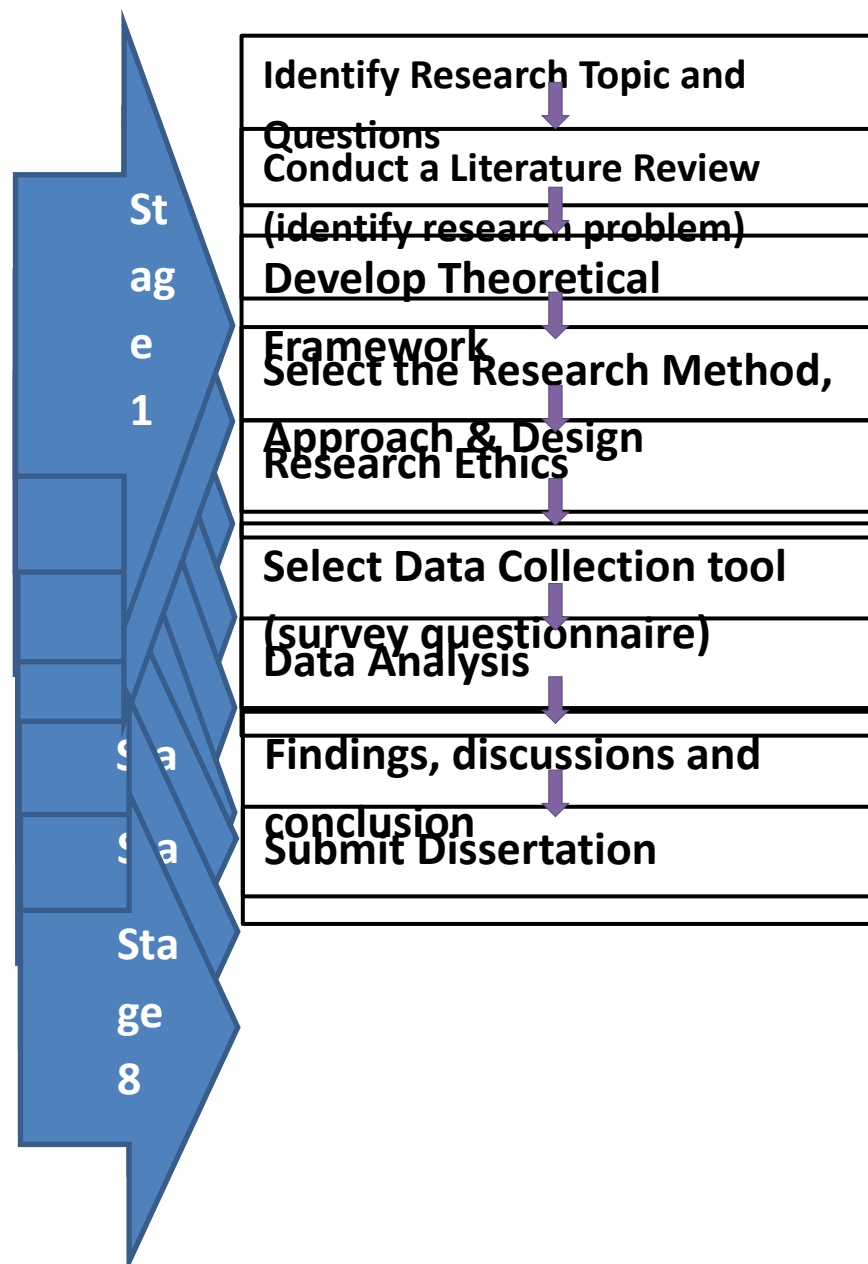 St
ag
e
1
Sta
Sta
Sta
ge
8
Identify Research Topic and
Questions
Conduct a Literature Review
(identify research problem)
Develop Theoretical
Framework
Select the Research Method,
Approach & Design
Research Ethics
Select Data Collection tool
(survey questionnaire)
Data Analysis
Findings, discussions and
conclusion
Submit Dissertation